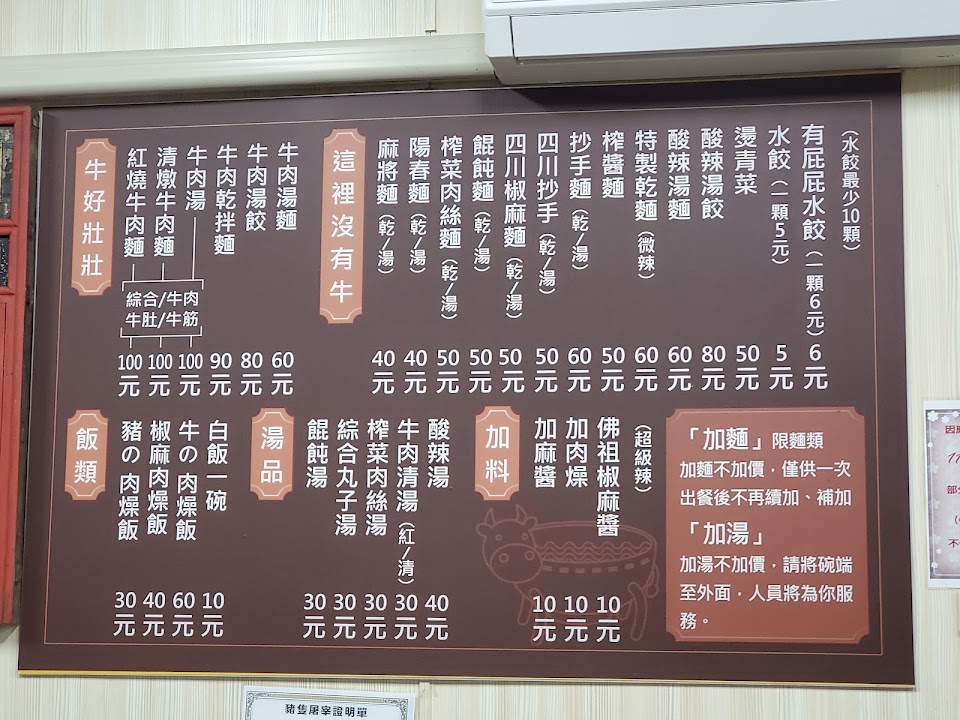 牛好壯壯
紅燒牛肉麵 100元
清燉牛肉麵 100元
牛肉湯 100元
綜合/牛肉
牛肚/牛筋
牛肉乾拌麵 90元
牛肉湯餃 80元
牛肉湯麵 60元
這裡沒有牛
麻將麵(乾/湯) 40元
陽春麵(乾/湯) 40元
榨菜肉絲麵(乾/湯) 50元
餛飩麵(乾/湯) 50元
四川椒麻麵(乾/湯) 50元
四川抄手(乾/湯) 50元
抄手麵(乾/湯) 60元
榨醬麵 50元
特製乾麵(微辣) 60元
酸辣湯麵 60元
酸辣湯餃 80元
燙青菜 50元
水餃(一顆5元) 5元
有屁屁水餃(一顆6元) 6元
(水餃最少10顆)
飯類
豬の肉燥飯 30元
椒麻肉燥飯 40元
牛の肉燥飯 60元
白飯一碗 10元
湯品
餛飩湯 30元
綜合丸子湯 30元
榨菜肉絲湯 30元
牛肉清湯(紅/清) 30元
酸辣湯 40元
加料
加麻醬 10元
加肉燥 10元
佛祖椒麻醬 10元
(超級辣)
「加麵」限麵類
加麵不加價，僅供一次
出餐後不再續加、補加
「加湯」
加湯不加價，請將碗端
至外面，人員將為你服
務。
豬隻屠宰證明單